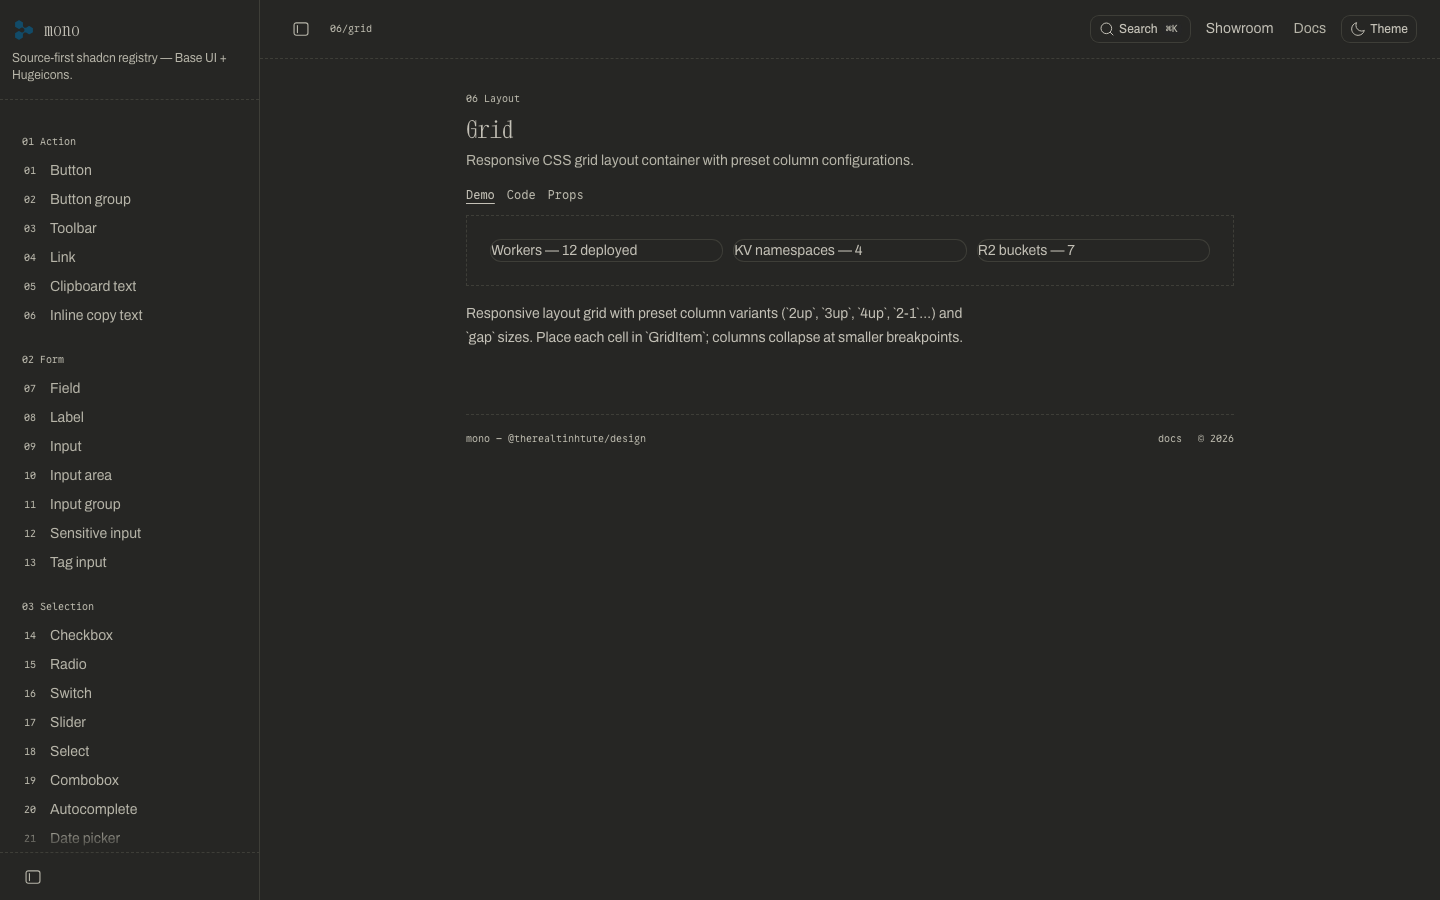 mono
Source-first shadcn registry — Base UI +
Hugeicons.
01 Action
01 Button
02 Button group
03 Toolbar
04 Link
05 Clipboard text
06 Inline copy text
02 Form
07 Field
08 Label
09 Input
10 Input area
11 Input group
12 Sensitive input
13 Tag input
03 Selection
14 Checkbox
15 Radio
16 Switch
17 Slider
18 Select
19 Combobox
20 Autocomplete
21 Date picker
06/grid
Search ⌘K
Showroom
Docs
Theme
06 Layout
Grid
Responsive CSS grid layout container with preset column configurations.
Demo Code Props
Workers — 12 deployed
KV namespaces — 4
R2 buckets — 7
Responsive layout grid with preset column variants (`2up`, `3up`, `4up`, `2-1`…) and
`gap` sizes. Place each cell in `GridItem`; columns collapse at smaller breakpoints.
mono — @therealtinhtute/design
docs © 2026